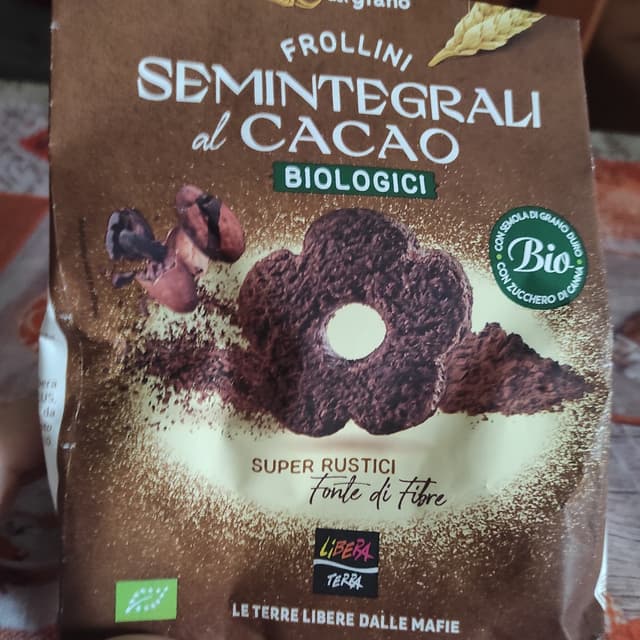 grano
FROLLINI
SEMINTEGRALI
al CACAO
BIOLOGICI
CON SEMOLA DI GRANO DURO
Bio
CON ZUCCHERO DI CANNA
SUPER RUSTICI
Fonte di Fibre
LIBERA
TERRA
LE TERRE LIBERE DALLE MAFIE